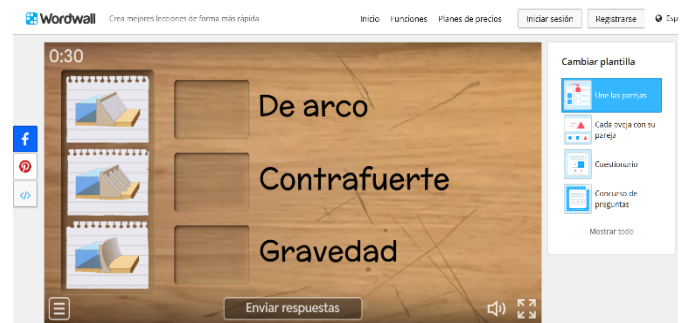 Wordwall
Crea mejores lecciones de forma más rápida
Inicio Funciones Planes de precios Iniciar sesión Registrarse Esp
0:30
De arco
Contrafuerte
Gravedad
Enviar respuestas
Cambiar plantilla
Une las parejas
Cada oveja con su
pareja
Cuestionario
Concurso de
preguntas
Mostrar todo